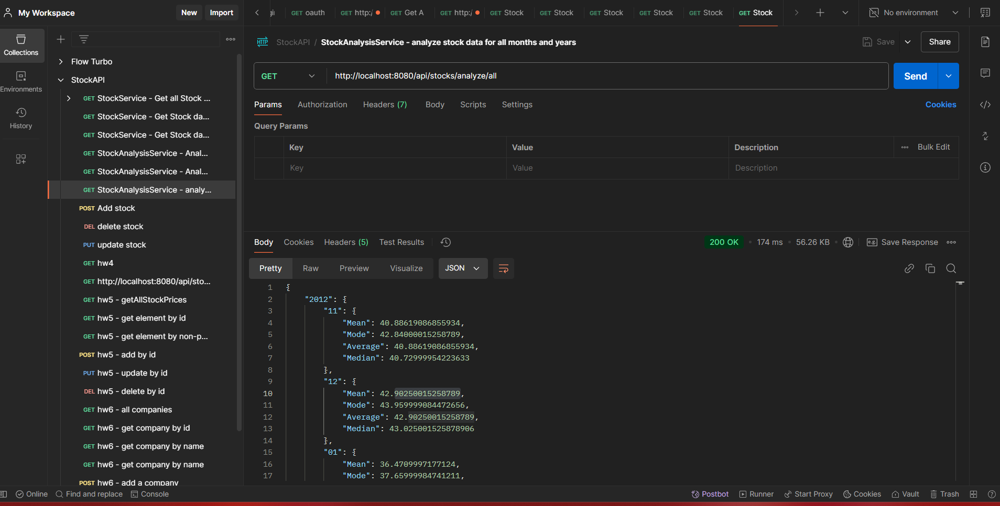 My Workspace
New
Import
GET oauth
GET http:/
GET Get A
GET http:/
GET Stock
GET Stock
GET Stock
GET Stock
GET Stock
GET Stock
No environment
Collections
Environments
History
Flow Turbo
StockAPI
GET StockService - Get all Stock ...
GET StockService - Get Stock da...
GET StockService - Get Stock da...
GET StockAnalysisService - Anal...
GET StockAnalysisService - Anal...
GET StockAnalysisService - analy...
POST Add stock
DEL delete stock
PUT update stock
GET hw4
GET http://localhost:8080/api/sto...
GET hw5 - getAllStockPrices
GET hw5 - get element by id
GET hw5 - get element by non-p...
POST hw5 - add by id
PUT hw5 - update by id
DEL hw5 - delete by id
GET hw6 - all companies
GET hw6 - get company by id
GET hw6 - get company by name
GET hw6 - get company by name
POST hw6 - add a company
HTTP StockAPI / StockAnalysisService - analyze stock data for all months and years
Save
Share
GET http://localhost:8080/api/stocks/analyze/all
Send
Params Authorization Headers (7) Body Scripts Settings
Cookies
Query Params
Key Value Description Bulk Edit
Key Value Description
Body Cookies Headers (5) Test Results
200 OK • 174 ms • 56.26 KB • e.g. Save Response
Pretty Raw Preview Visualize JSON
1 {
2 "2012": {
3 "11": {
4 "Mean": 40.88619086855934,
5 "Mode": 42.84000015258789,
6 "Average": 40.88619086855934,
7 "Median": 40.72999954223633
8 },
9 "12": {
10 "Mean": 42.90250015258789,
11 "Mode": 43.959999084472656,
12 "Average": 42.90250015258789,
13 "Median": 43.025001525878906
14 },
15 "01": {
16 "Mean": 36.4709997177124,
17 "Mode": 37.65999984741211,
Online
Find and replace
Console
Postbot
Runner
Start Proxy
Cookies
Vault
Trash